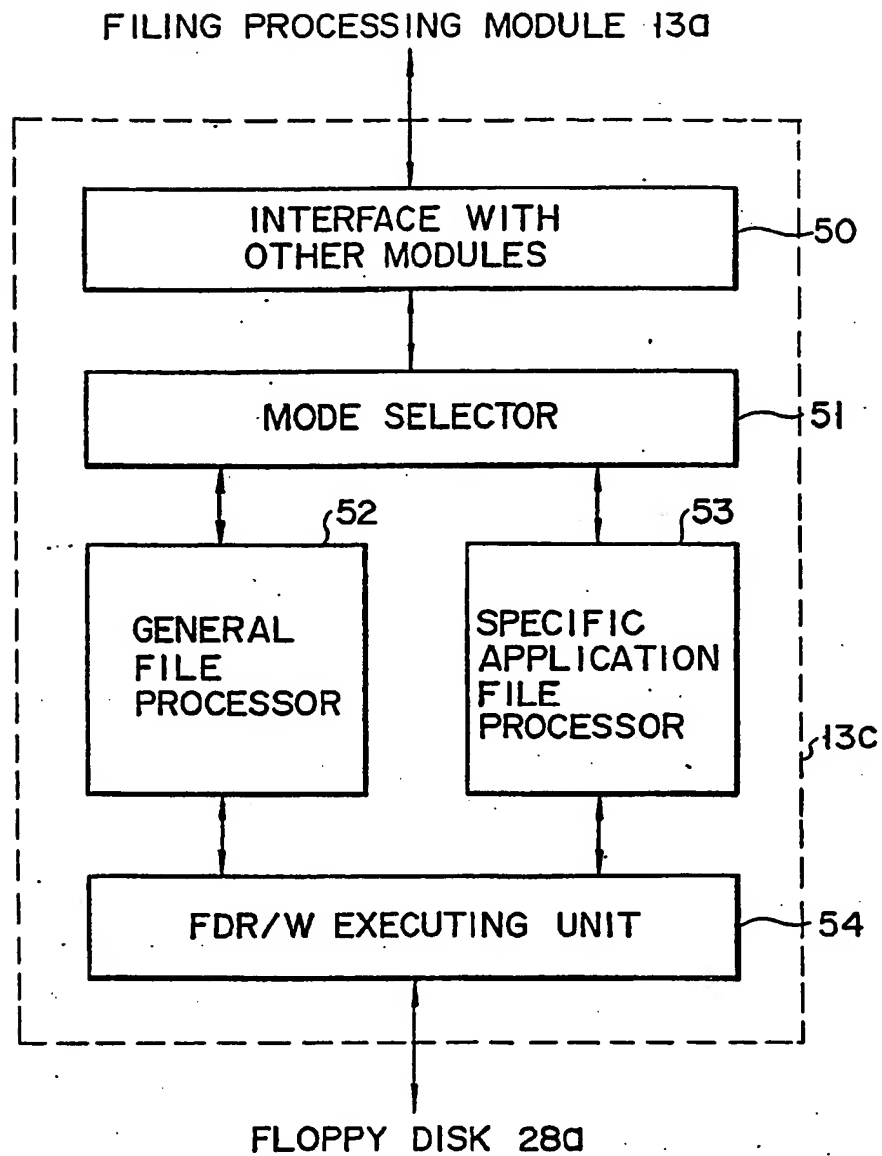 FILING PROCESSING MODULE 13a
INTERFACE WITH
OTHER MODULES
50
MODE SELECTOR
51
52
53
GENERAL
FILE
PROCESSOR
SPECIFIC
APPLICATION
FILE
PROCESSOR
13C
FDR/W EXECUTING UNIT
54
FLOPPY DISK 28a